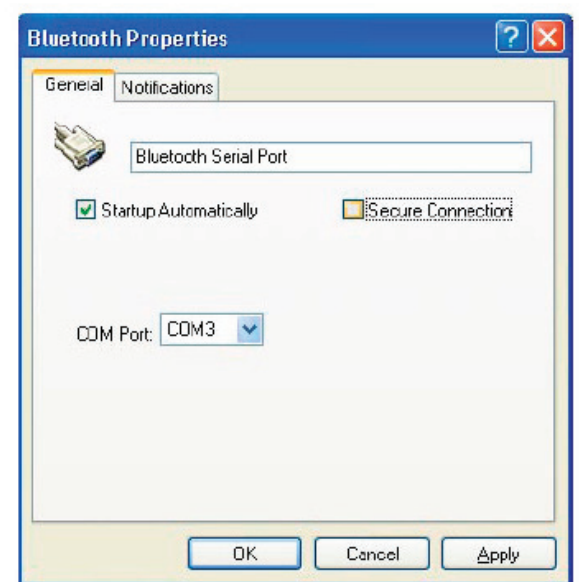 Bluetooth Properties
General Notifications
Bluetooth Serial Port
Startup Automatically Secure Connection
COM Port: COM3
OK Cancel Apply